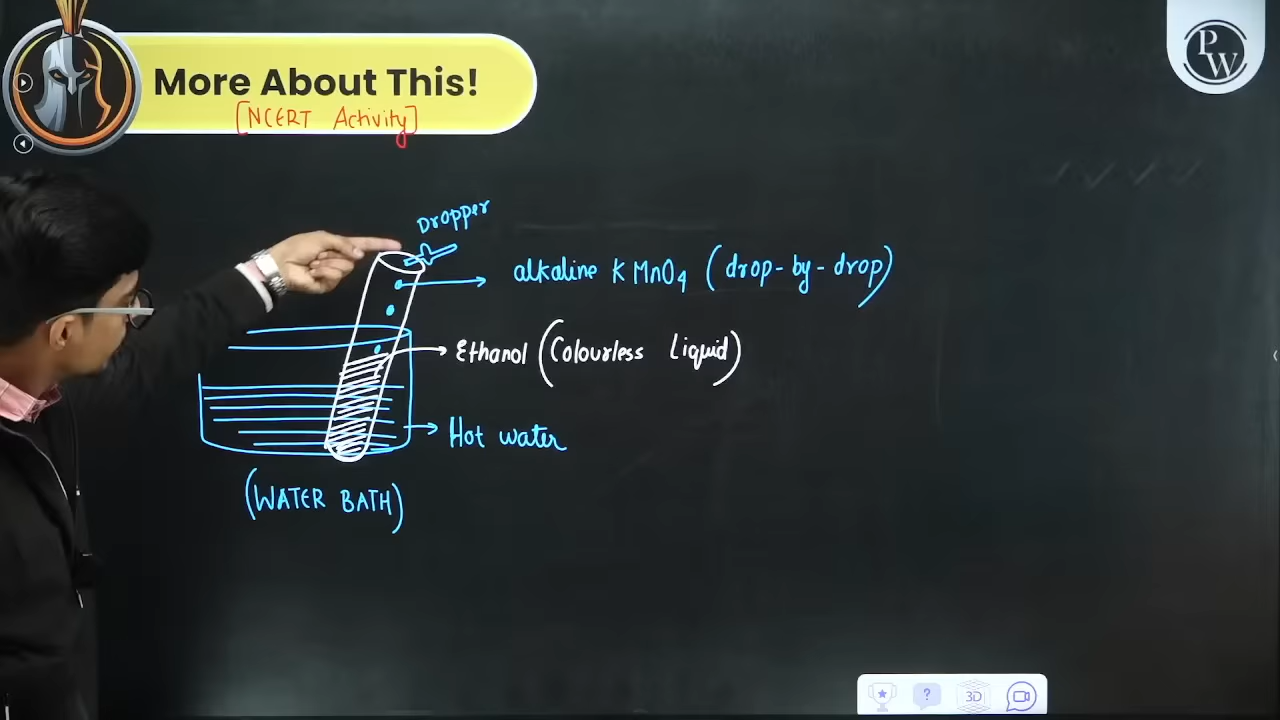 More About This!
[NCERT Activity]
PW
Dropper
alkaline KMnO4 (drop-by-drop)
Ethanol (Colourless Liquid)
Hot water
(WATER BATH)
?
3D